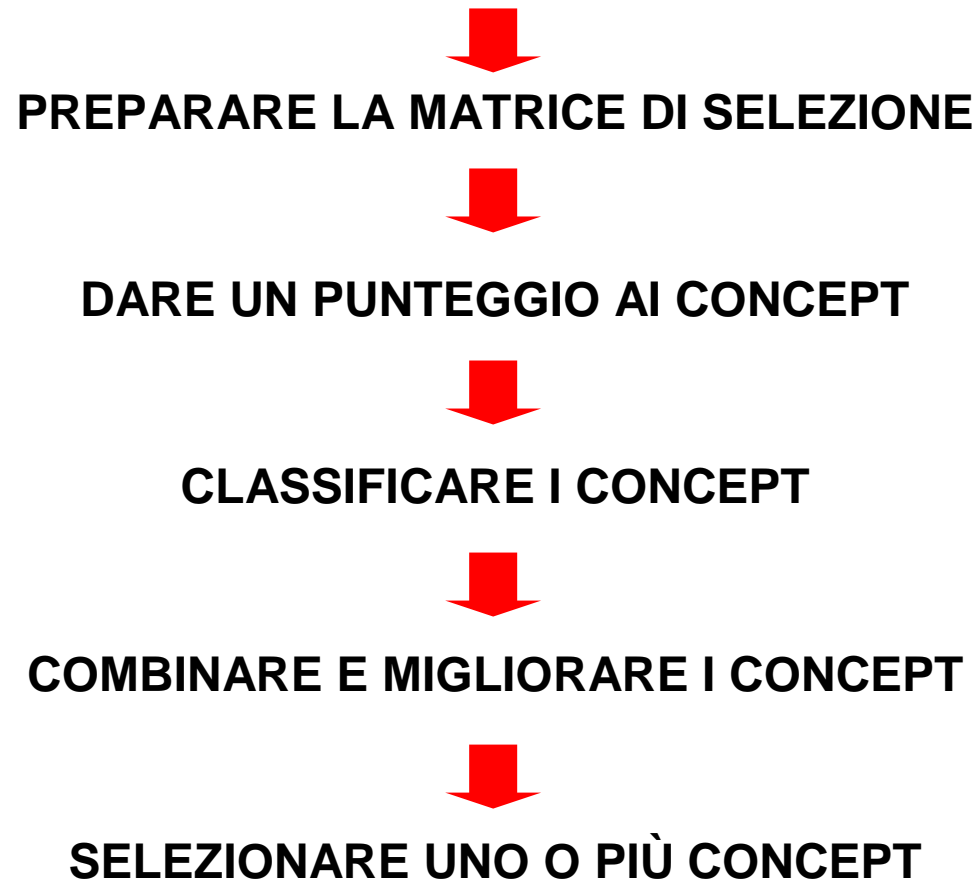 PREPARARE LA MATRICE DI SELEZIONE
DARE UN PUNTEGGIO AI CONCEPT
CLASSIFICARE I CONCEPT
COMBINARE E MIGLIORARE I CONCEPT
SELEZIONARE UNO O PIÙ CONCEPT